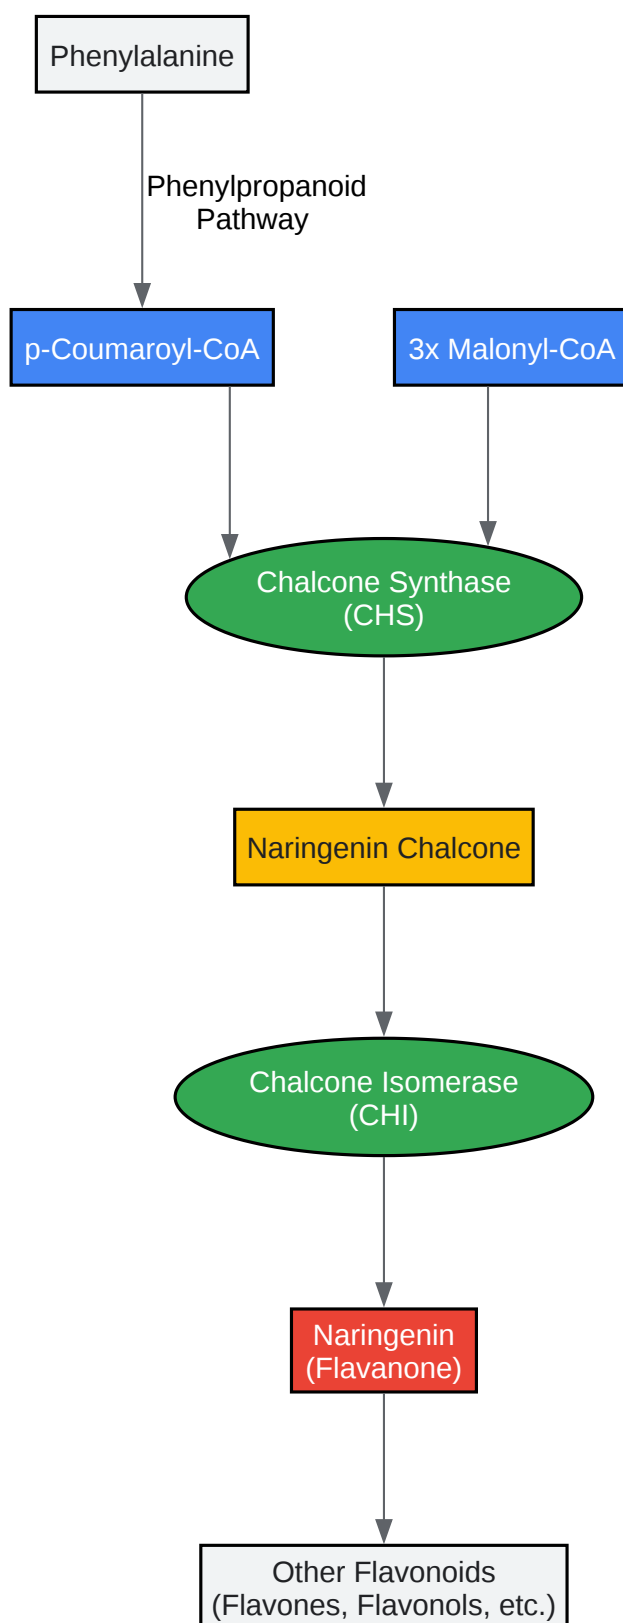 Phenylalanine
Phenylpropanoid
Pathway
p-Coumaroyl-CoA
3x Malonyl-CoA
Chalcone Synthase
(CHS)
Naringenin Chalcone
Chalcone Isomerase
(CHI)
Naringenin
(Flavanone)
Other Flavonoids
(Flavones, Flavonols, etc.)